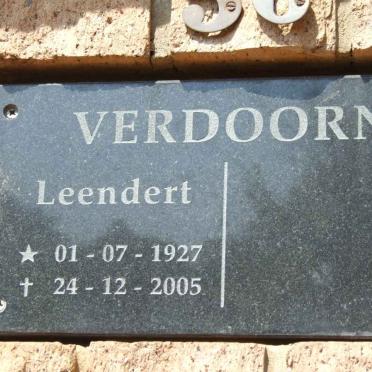 VERDOORN
Leendert
★ 01 - 07 - 1927
† 24 - 12 - 2005